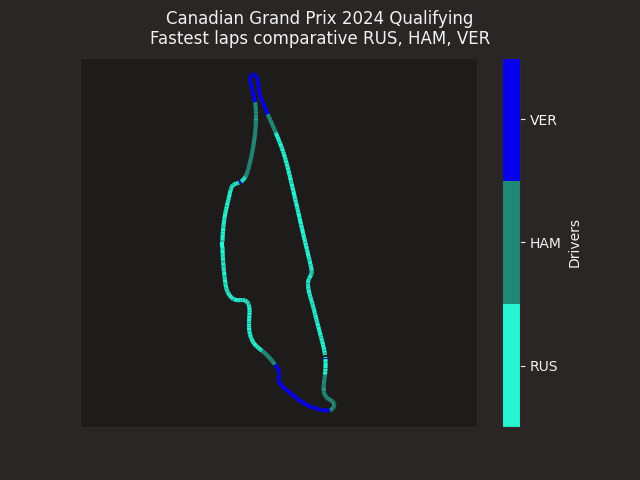 Canadian Grand Prix 2024 Qualifying
Fastest laps comparative RUS, HAM, VER
VER
HAM
RUS
Drivers